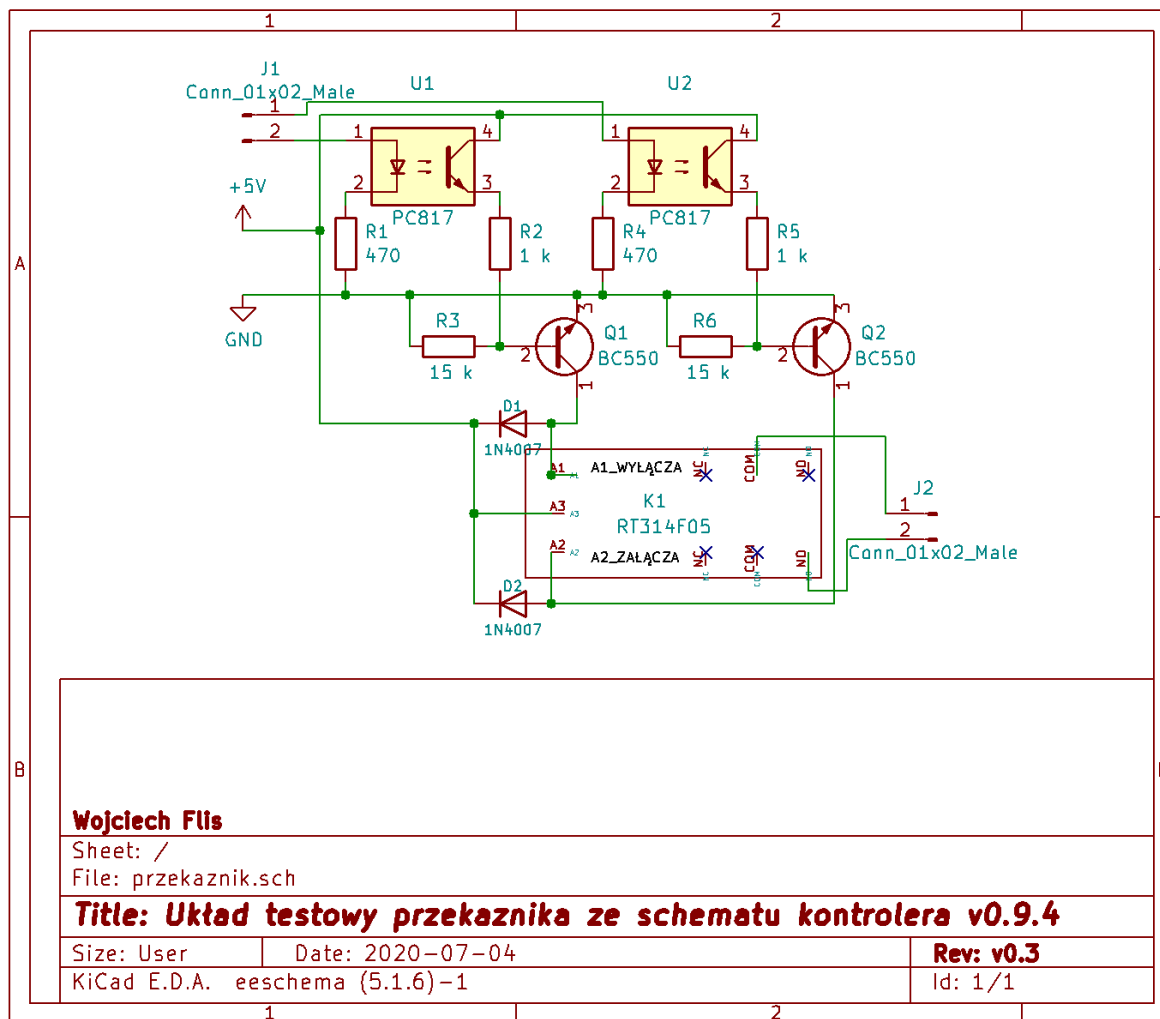 1 2
J1
Conn_01x02_Male
U1 U2
1
2
1 4 1 4
2 3 2 3
PC817 PC817
+5V
R1 R2 R4 R5
470 1 k 470 1 k
A
GND
R3 Q1 R6 Q2
3 3
2 BC550 2 BC550
15 k 15 k
1 1
D1
1N4007
A1 A1 A1_WYŁĄCZA NC COM NO
K1
A3 A3 RT314F05
J2
1
2
Conn_01x02_Male
A2 A2 A2_ZAŁĄCZA NC COM NO
D2
1N4007
B
Wojciech Flis
Sheet: /
File: przekaznik.sch
Title: Układ testowy przekaznika ze schematu kontrolera v0.9.4
Size: User Date: 2020-07-04 Rev: v0.3
KiCad E.D.A. eeschema (5.1.6)-1 Id: 1/1
1 2